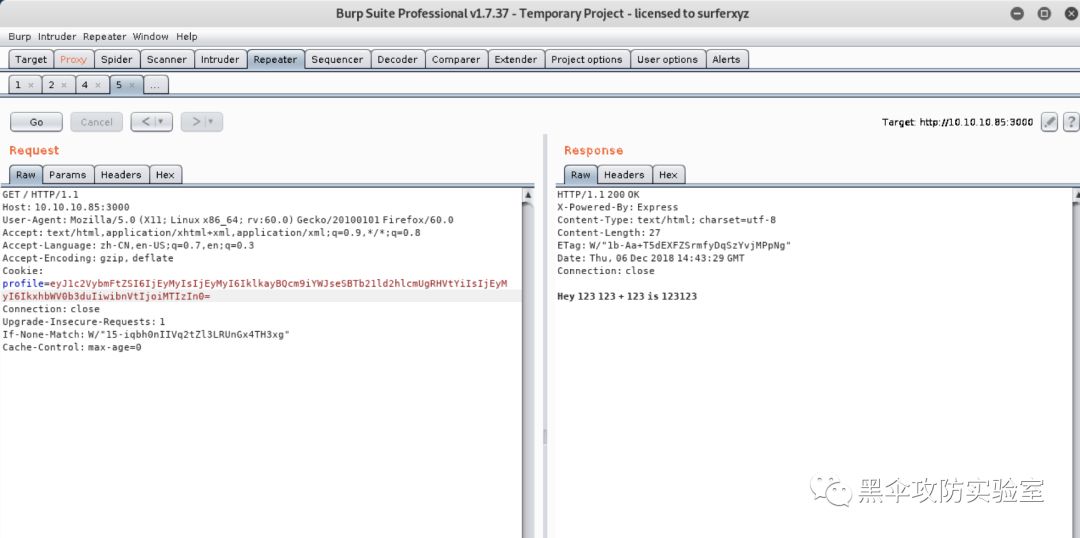 Burp Suite Professional v1.7.37 - Temporary Project - licensed to surferxyz
Burp Intruder Repeater Window Help
Target Proxy Spider Scanner Intruder Repeater Sequencer Decoder Comparer Extender Project options User options Alerts
1 × 2 × 4 × 5 × ...
Go Cancel < | ▼ > | ▼ Target: http://10.10.10.85:3000 ?
Request
Raw Params Headers Hex
GET / HTTP/1.1
Host: 10.10.10.85:3000
User-Agent: Mozilla/5.0 (X11; Linux x86_64; rv:60.0) Gecko/20100101 Firefox/60.0
Accept: text/html,application/xhtml+xml,application/xml;q=0.9,*/*;q=0.8
Accept-Language: zh-CN,en-US;q=0.7,en;q=0.3
Accept-Encoding: gzip, deflate
Cookie:
profile=eyJ1c2VybmFtZSI6IjEyMyIsIjEyMyI6IklkayBQcm9iYWJseSBTb21ld2hlcmUgRHVtYiIsIjEyM
yI6IkxhbWV0b3duIiwibnVtIjoiMTIzIn0=
Connection: close
Upgrade-Insecure-Requests: 1
If-None-Match: W/"15-iqbh0nIIVq2tZl3LRUnGx4TH3xg"
Cache-Control: max-age=0
Response
Raw Headers Hex
HTTP/1.1 200 OK
X-Powered-By: Express
Content-Type: text/html; charset=utf-8
Content-Length: 27
ETag: W/"1b-Aa+T5dEXFZSrmfyDqSzYvjMPpNg"
Date: Thu, 06 Dec 2018 14:43:29 GMT
Connection: close
Hey 123 123 + 123 is 123123
黑伞攻防实验室